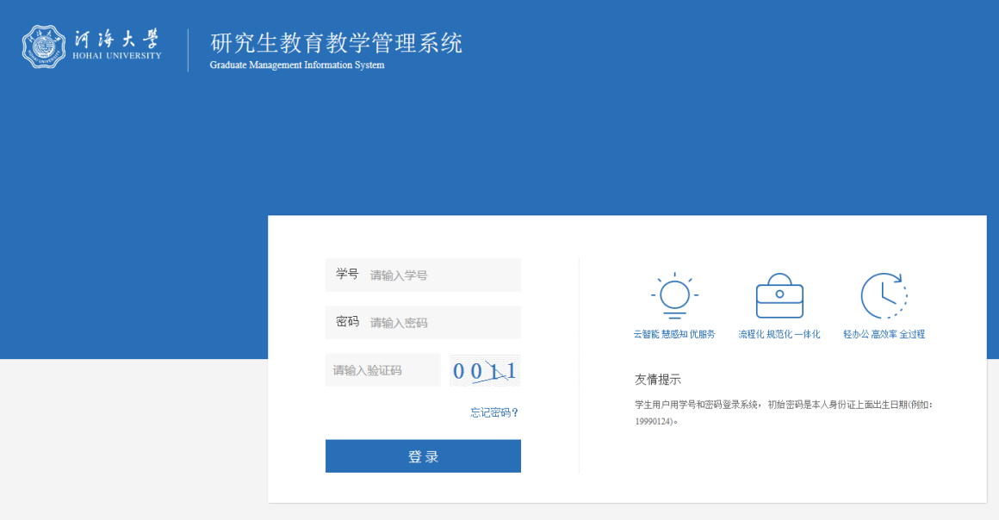 河海大學
HOHAI UNIVERSITY
研究生教育教学管理系统
Graduate Management Information System
学号 请输入学号
密码 请输入密码
请输入验证码 0011
忘记密码?
登录
云智能 慧感知 优服务
流程化 规范化 一体化
轻办公 高效率 全过程
友情提示
学生用户用学号和密码登录系统，初始密码是本人身份证上面出生日期(例如：
19990124)。